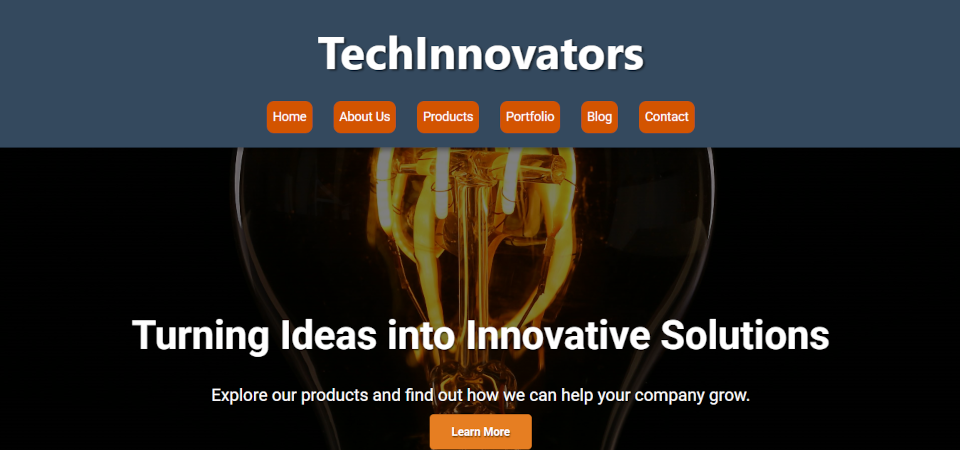 TechInnovators
Home About Us Products Portfolio Blog Contact
Turning Ideas into Innovative Solutions
Explore our products and find out how we can help your company grow.
Learn More